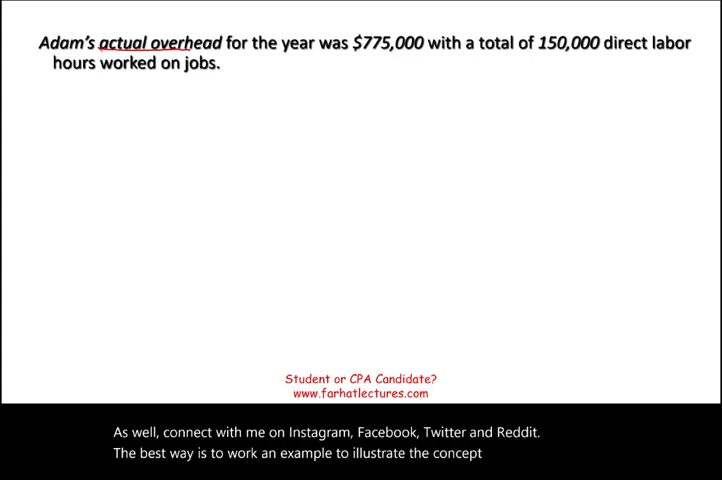 Adam's actual overhead for the year was $775,000 with a total of 150,000 direct labor
hours worked on jobs.
Student or CPA Candidate?
www.farhatlectures.com
As well, connect with me on Instagram, Facebook, Twitter and Reddit.
The best way is to work an example to illustrate the concept